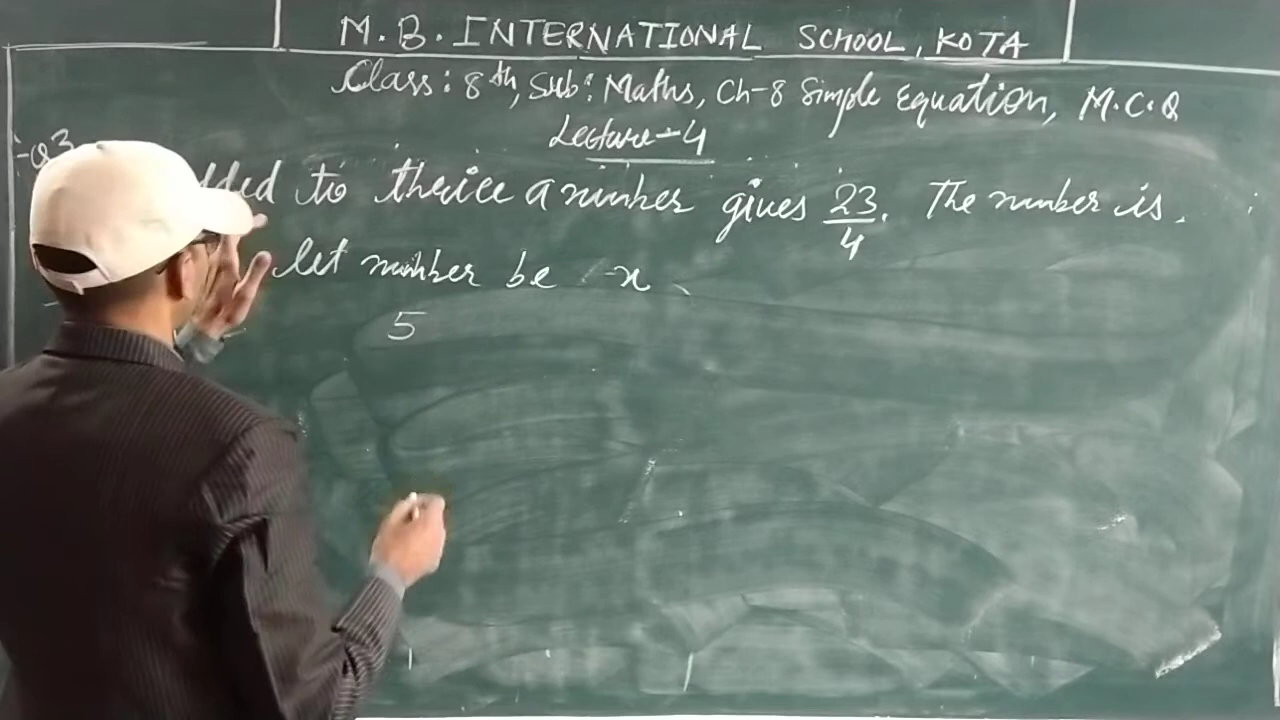 M.B. INTERNATIONAL SCHOOL, KOTA
Class: 8th, Sub: Maths, Ch-8 Simple Equation, M.C.Q
Lecture-4
Q3
dded to thrice a number gives 23/4. The number is.
let number be x
5